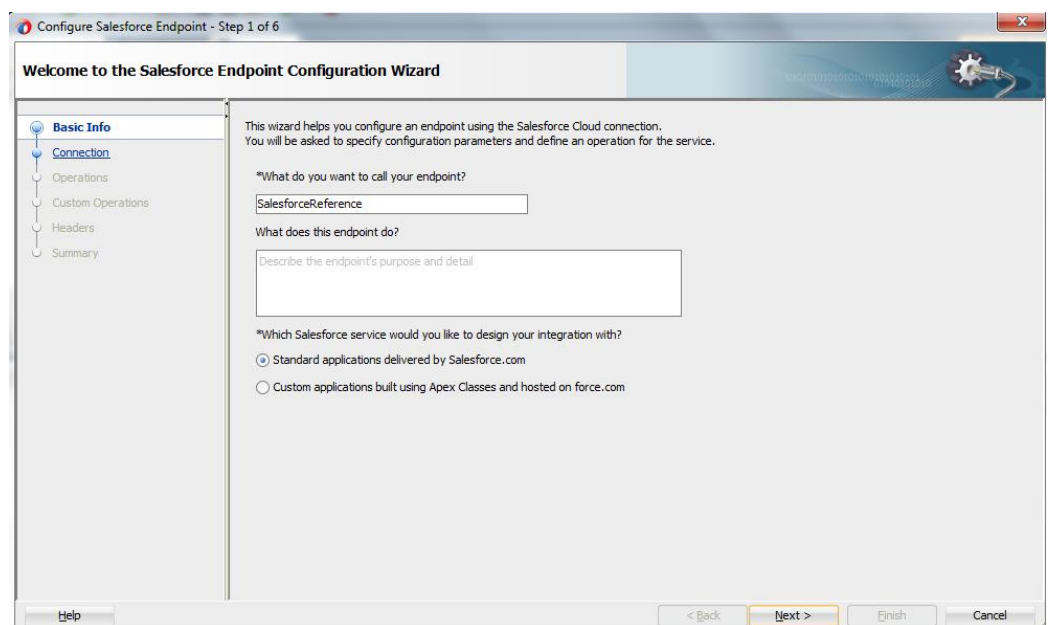 Configure Salesforce Endpoint - Step 1 of 6
Welcome to the Salesforce Endpoint Configuration Wizard
Basic Info
Connection
Operations
Custom Operations
Headers
Summary
This wizard helps you configure an endpoint using the Salesforce Cloud connection.
You will be asked to specify configuration parameters and define an operation for the service.
*What do you want to call your endpoint?
SalesforceReference
What does this endpoint do?
Describe the endpoint's purpose and detail
*Which Salesforce service would you like to design your integration with?
Standard applications delivered by Salesforce.com
Custom applications built using Apex Classes and hosted on force.com
Help
< Back
Next >
Finish
Cancel